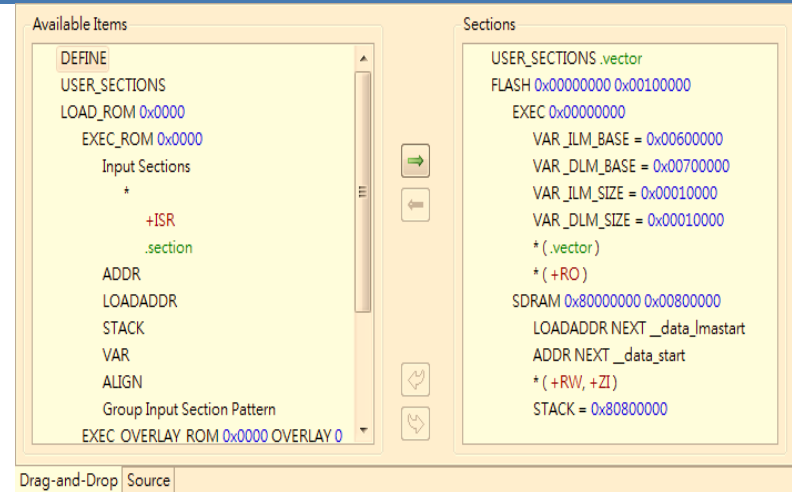 Available Items
DEFINE
USER_SECTIONS
LOAD_ROM 0x0000
EXEC_ROM 0x0000
Input Sections
*
+ISR
.section
ADDR
LOADADDR
STACK
VAR
ALIGN
Group Input Section Pattern
EXEC_OVERLAY_ROM 0x0000 OVERLAY 0
Sections
USER_SECTIONS .vector
FLASH 0x00000000 0x00100000
EXEC 0x00000000
VAR _ILM_BASE = 0x00600000
VAR _DLM_BASE = 0x00700000
VAR _ILM_SIZE = 0x00010000
VAR _DLM_SIZE = 0x00010000
* ( .vector )
* ( +RO )
SDRAM 0x80000000 0x00800000
LOADADDR NEXT __data_lmastart
ADDR NEXT __data_start
* ( +RW, +ZI )
STACK = 0x80800000
Drag-and-Drop Source